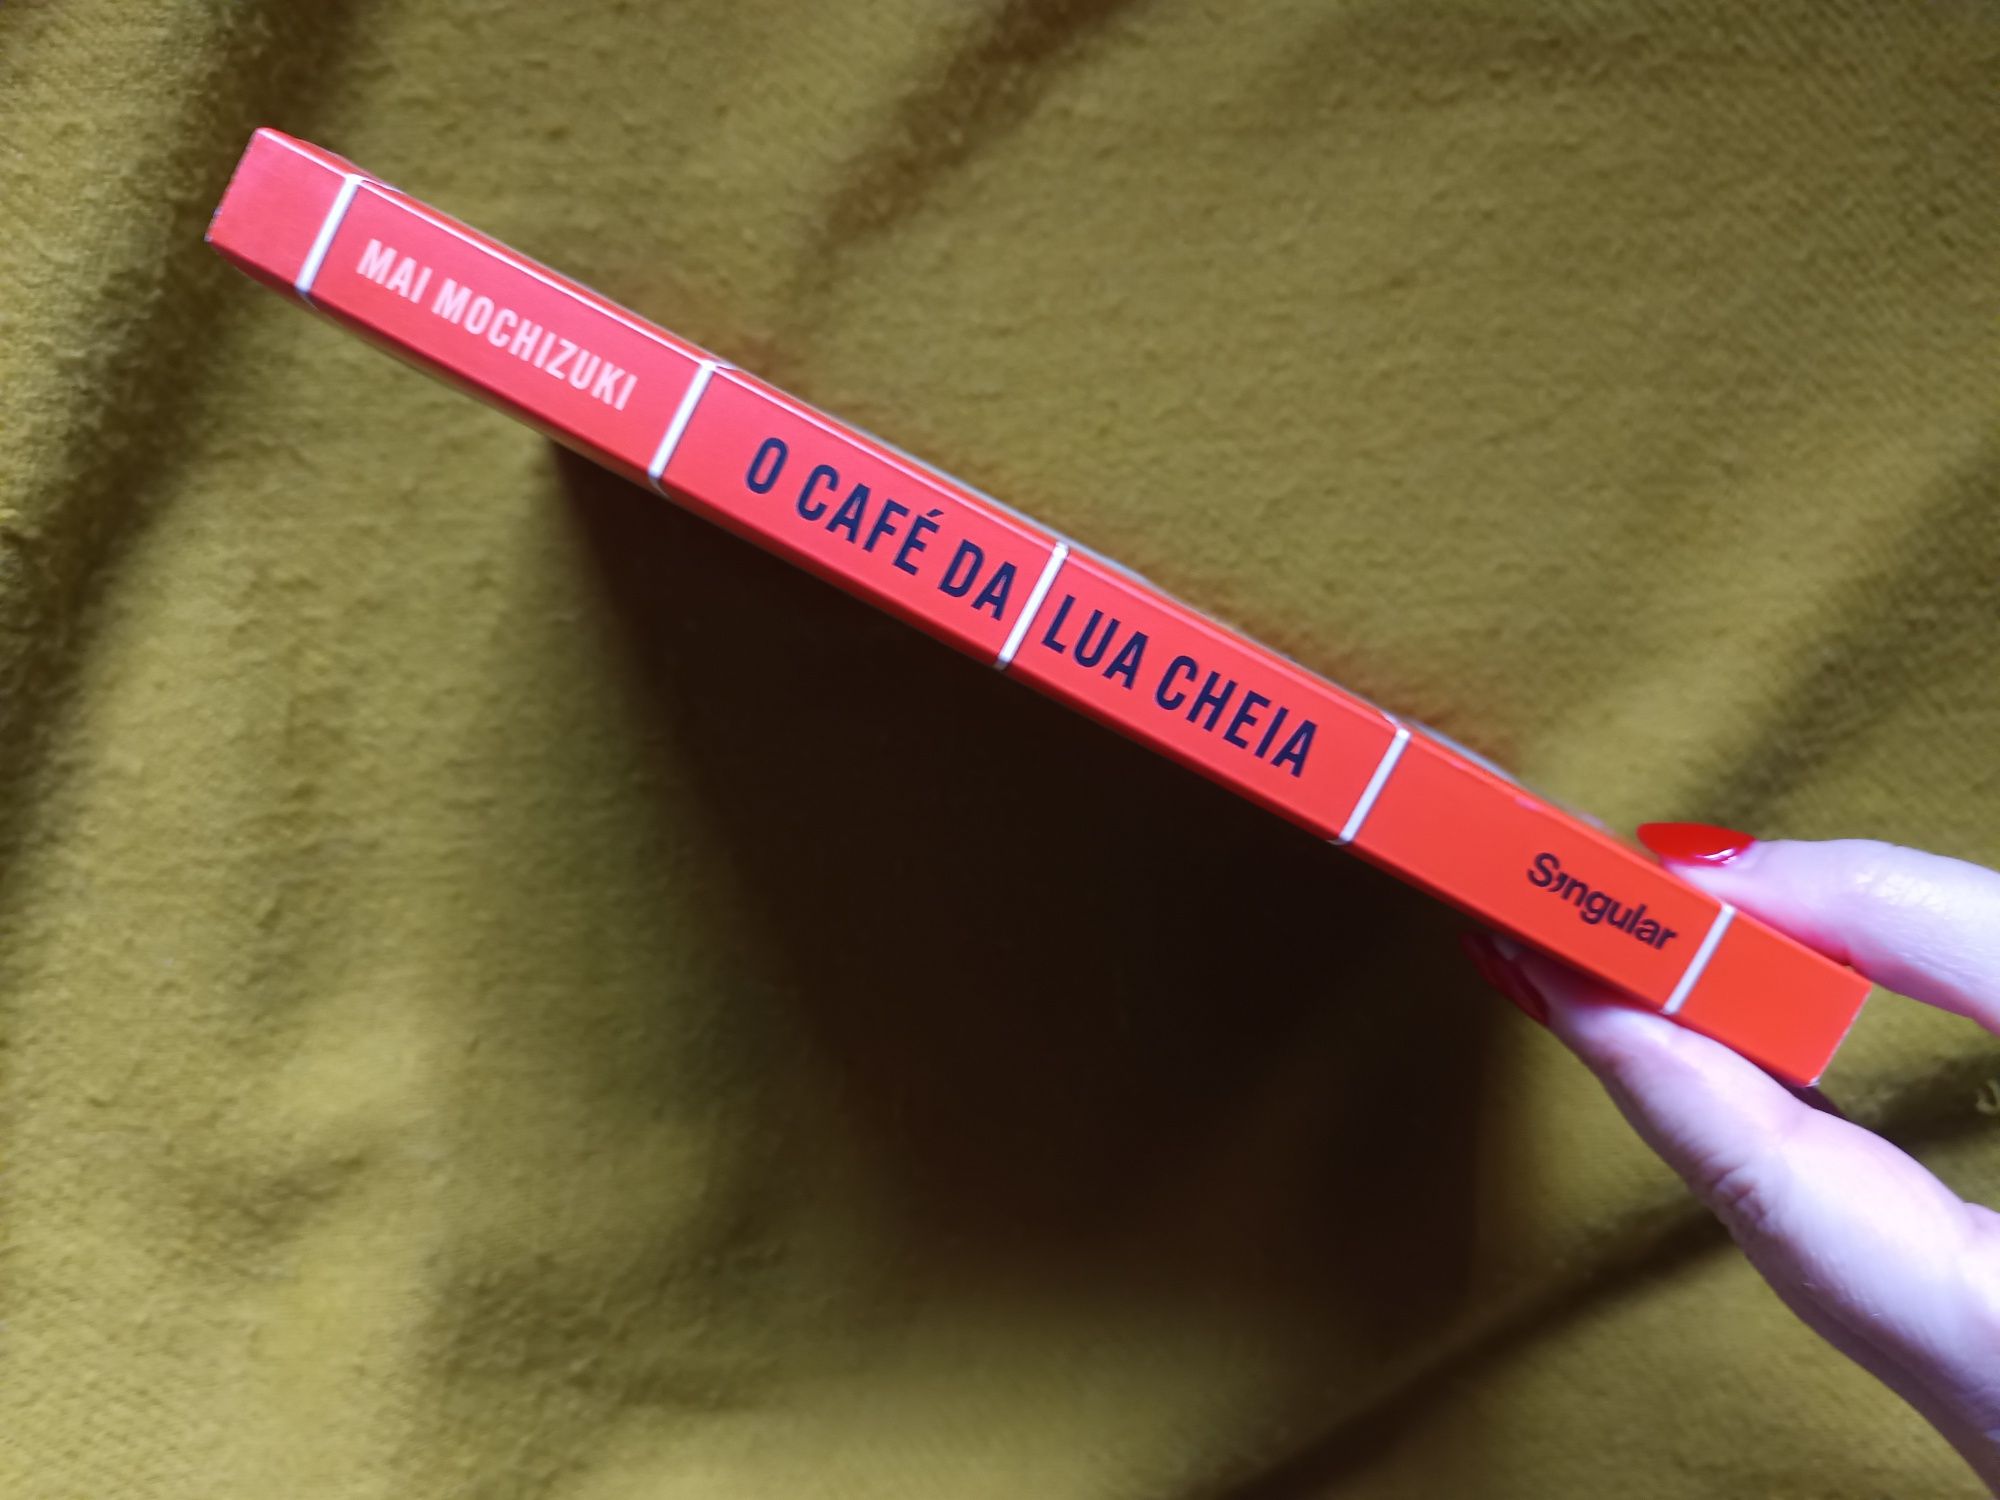 MAI MOCHIZUKI
O CAFÉ DA LUA CHEIA
Singular